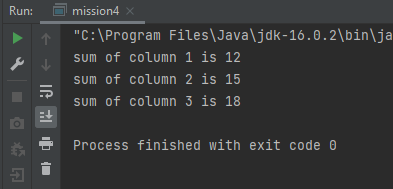 Run: mission4
"C:\Program Files\Java\jdk-16.0.2\bin\ja
sum of column 1 is 12
sum of column 2 is 15
sum of column 3 is 18
Process finished with exit code 0